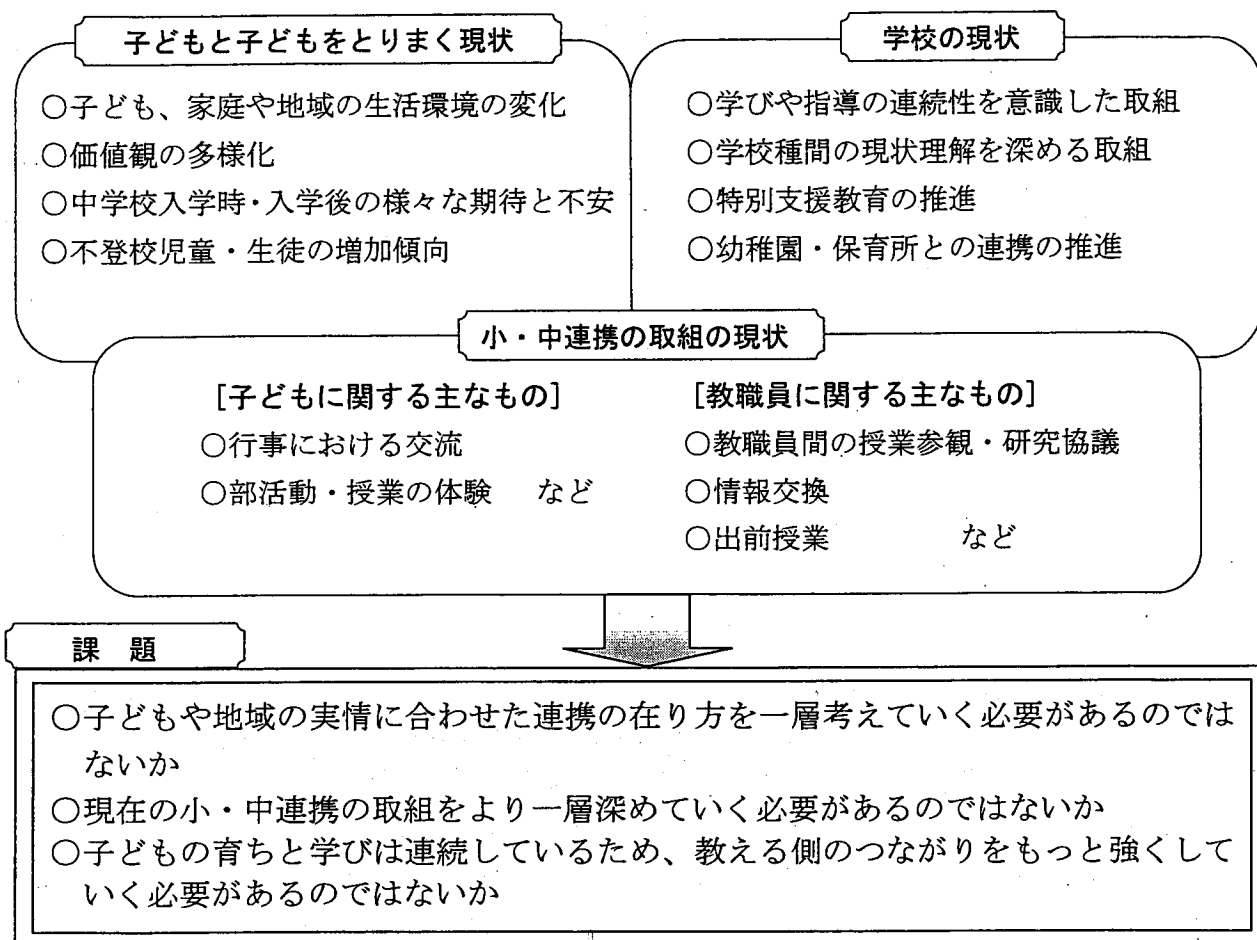 子どもと子どもをとりまく現状
○子ども、家庭や地域の生活環境の変化
○価値観の多様化
○中学校入学時・入学後の様々な期待と不安
○不登校児童・生徒の増加傾向
学校の現状
○学びや指導の連続性を意識した取組
○学校種間の現状理解を深める取組
○特別支援教育の推進
○幼稚園・保育所との連携の推進
小・中連携の取組の現状
[子どもに関する主なもの]
○行事における交流
○部活動・授業の体験 など
[教職員に関する主なもの]
○教職員間の授業参観・研究協議
○情報交換
○出前授業 など
課 題
○子どもや地域の実情に合わせた連携の在り方を一層考えていく必要があるのでは
ないか
○現在の小・中連携の取組をより一層深めていく必要があるのではないか
○子どもの育ちと学びは連続しているため、教える側のつながりをもっと強くして
いく必要があるのではないか